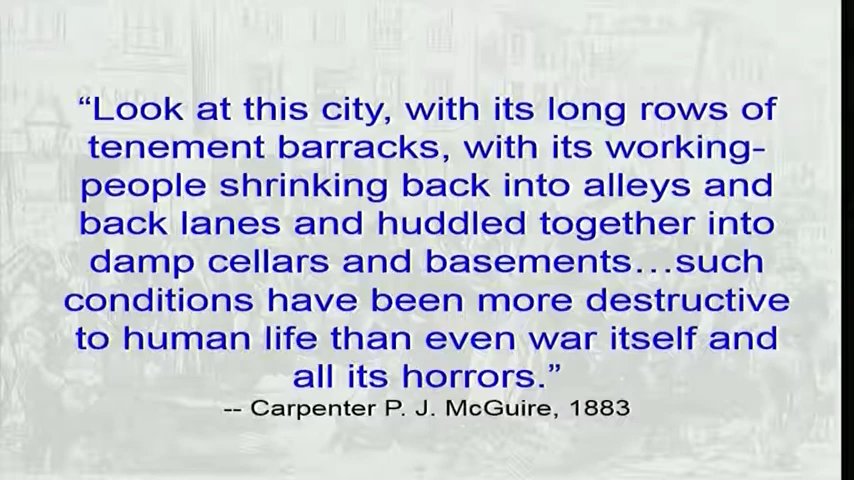 “Look at this city, with its long rows of
tenement barracks, with its working-
people shrinking back into alleys and
back lanes and huddled together into
damp cellars and basements…such
conditions have been more destructive
to human life than even war itself and
all its horrors.”
-- Carpenter P. J. McGuire, 1883